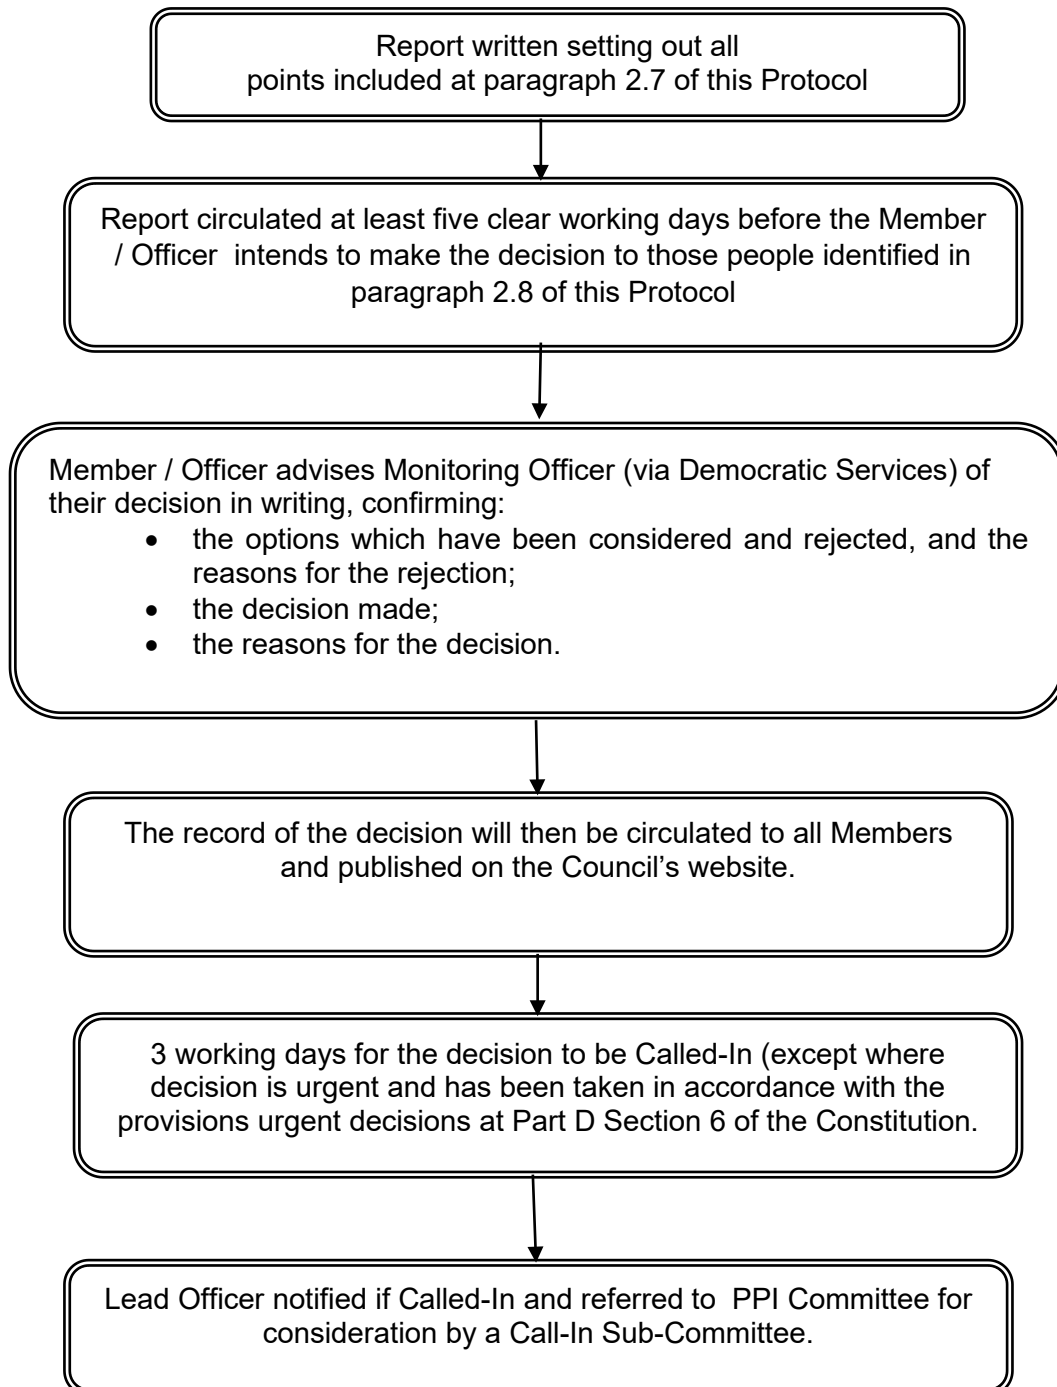 Report written setting out all
points included at paragraph 2.7 of this Protocol
Report circulated at least five clear working days before the Member
/ Officer  intends to make the decision to those people identified in
paragraph 2.8 of this Protocol
Member / Officer advises Monitoring Officer (via Democratic Services) of
their decision in writing, confirming:
• the options which have been considered and rejected, and the
reasons for the rejection;
• the decision made;
• the reasons for the decision.
The record of the decision will then be circulated to all Members
and published on the Council’s website.
3 working days for the decision to be Called-In (except where
decision is urgent and has been taken in accordance with the
provisions urgent decisions at Part D Section 6 of the Constitution.
Lead Officer notified if Called-In and referred to  PPI Committee for
consideration by a Call-In Sub-Committee.